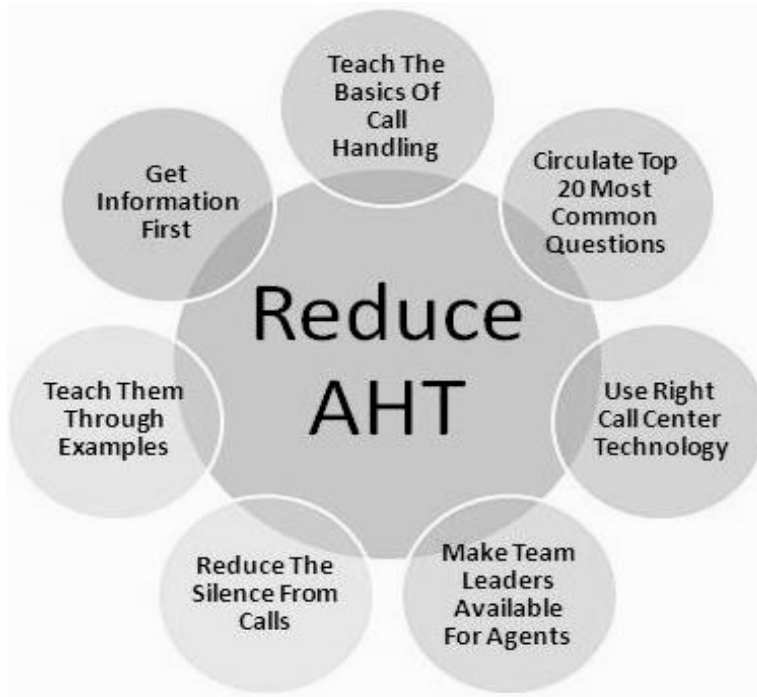 Teach The
Basics Of
Call
Handling
Circulate Top
20 Most
Common
Questions
Use Right
Call Center
Technology
Make Team
Leaders
Available
For Agents
Reduce The
Silence From
Calls
Teach Them
Through
Examples
Get
Information
First
Reduce
AHT